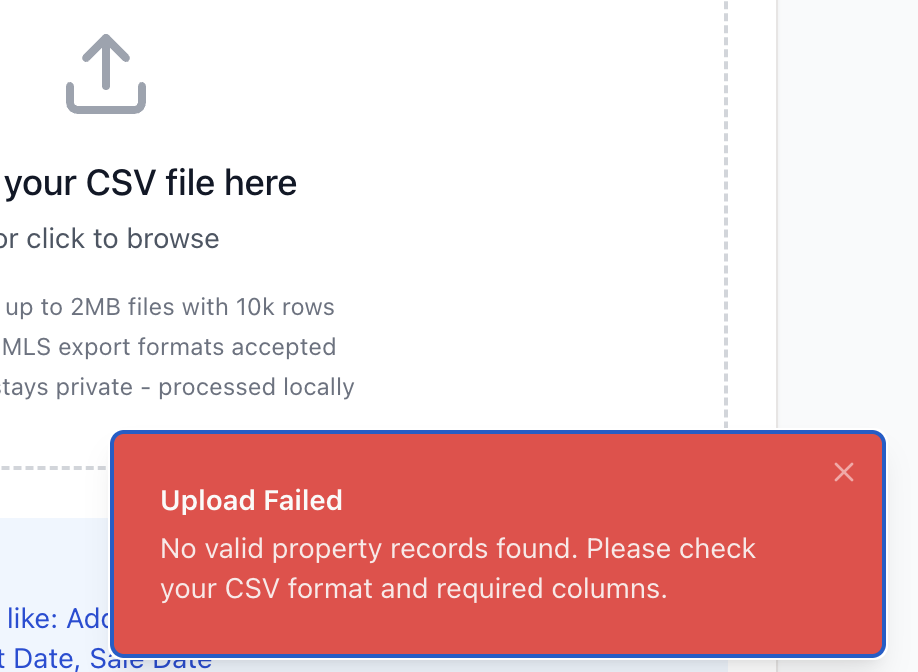 your CSV file here
or click to browse
up to 2MB files with 10k rows
MLS export formats accepted
stays private - processed locally
Upload Failed
No valid property records found. Please check
your CSV format and required columns.
like:
Date, Sale Date